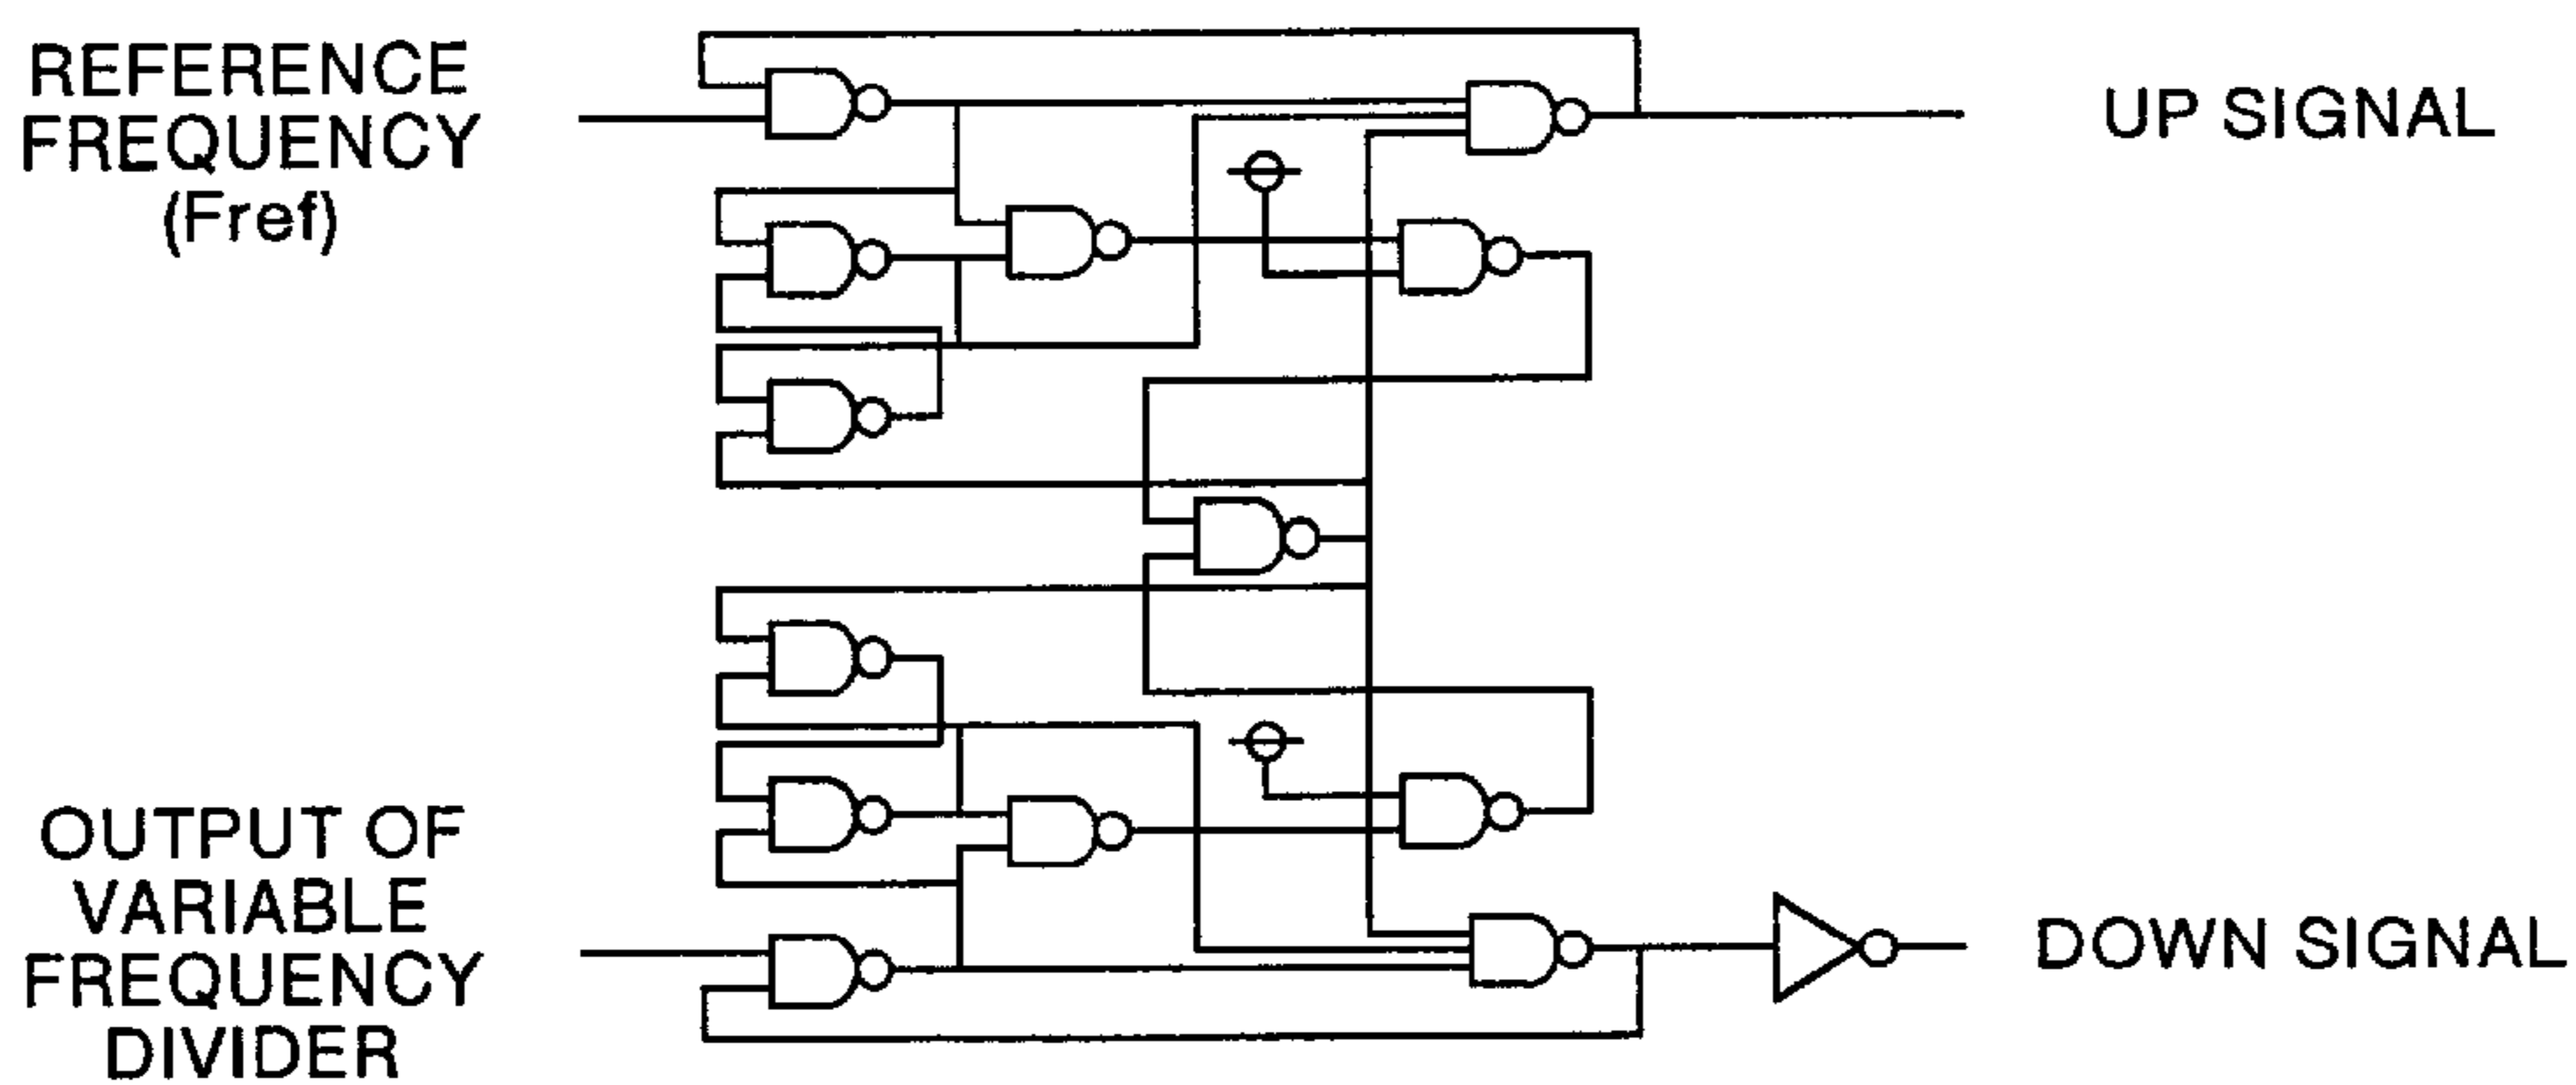 REFERENCE
FREQUENCY
(Fref)
UP SIGNAL
OUTPUT OF
VARIABLE
FREQUENCY
DIVIDER
DOWN SIGNAL